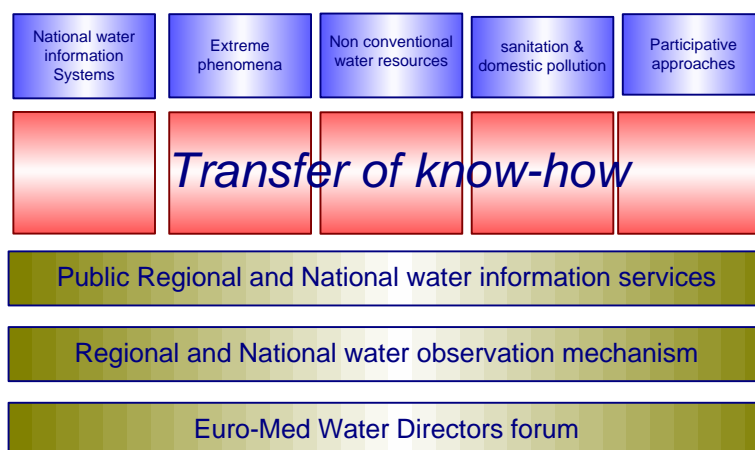 National water
information
Systems
Extreme
phenomena
Non conventional
water resources
sanitation &
domestic pollution
Participative
approaches
Transfer of know-how
Public Regional and National water information services
Regional and National water observation mechanism
Euro-Med Water Directors forum